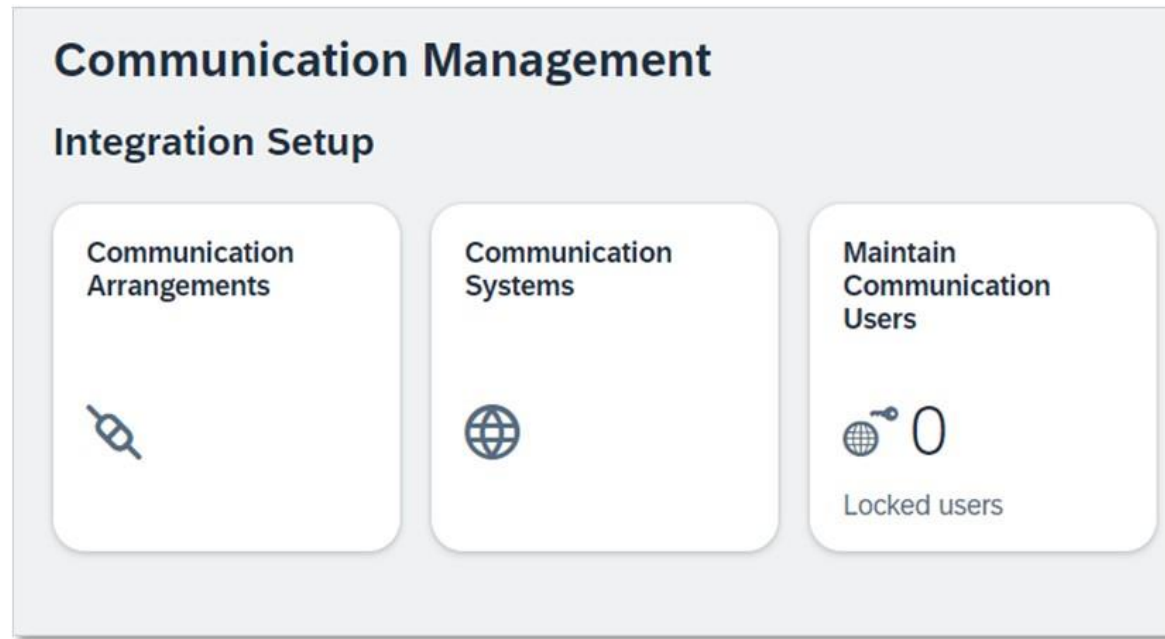 Communication Management
Integration Setup
Communication
Arrangements
Communication
Systems
Maintain
Communication
Users
0
Locked users